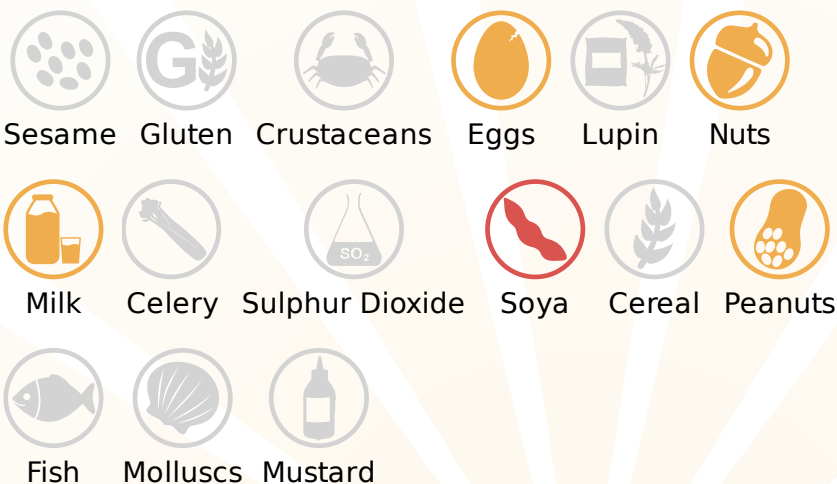 G
Sesame Gluten Crustaceans Eggs Lupin Nuts
SO₂
Milk Celery Sulphur Dioxide Soya Cereal Peanuts
Fish Molluscs Mustard